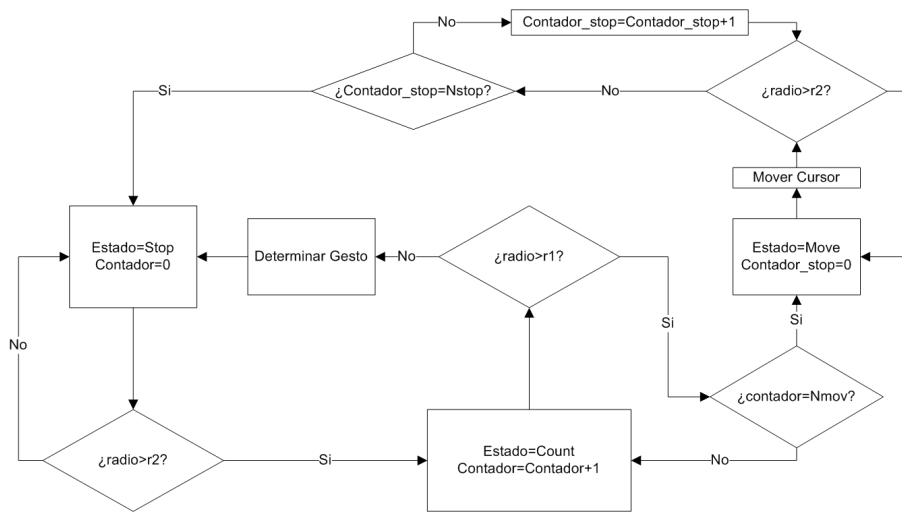 No
Contador_stop=Contador_stop+1
Si
¿Contador_stop=Nstop?
No
¿radio>r2?
Mover Cursor
Estado=Stop
Contador=0
Determinar Gesto
No
¿radio>r1?
Estado=Move
Contador_stop=0
Si
Si
No
¿contador=Nmov?
¿radio>r2?
Si
Estado=Count
Contador=Contador+1
No